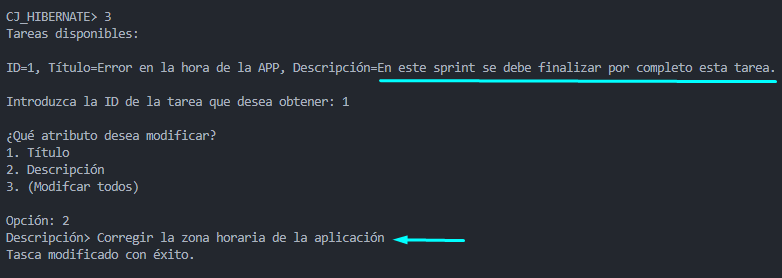 CJ_HIBERNATE> 3
Tareas disponibles:
ID=1, Título=Error en la hora de la APP, Descripción=En este sprint se debe finalizar por completo esta tarea.
Introduzca la ID de la tarea que desea obtener: 1
¿Qué atributo desea modificar?
1. Título
2. Descripción
3. (Modifcar todos)
Opción: 2
Descripción> Corregir la zona horaria de la aplicación
Tasca modificado con éxito.